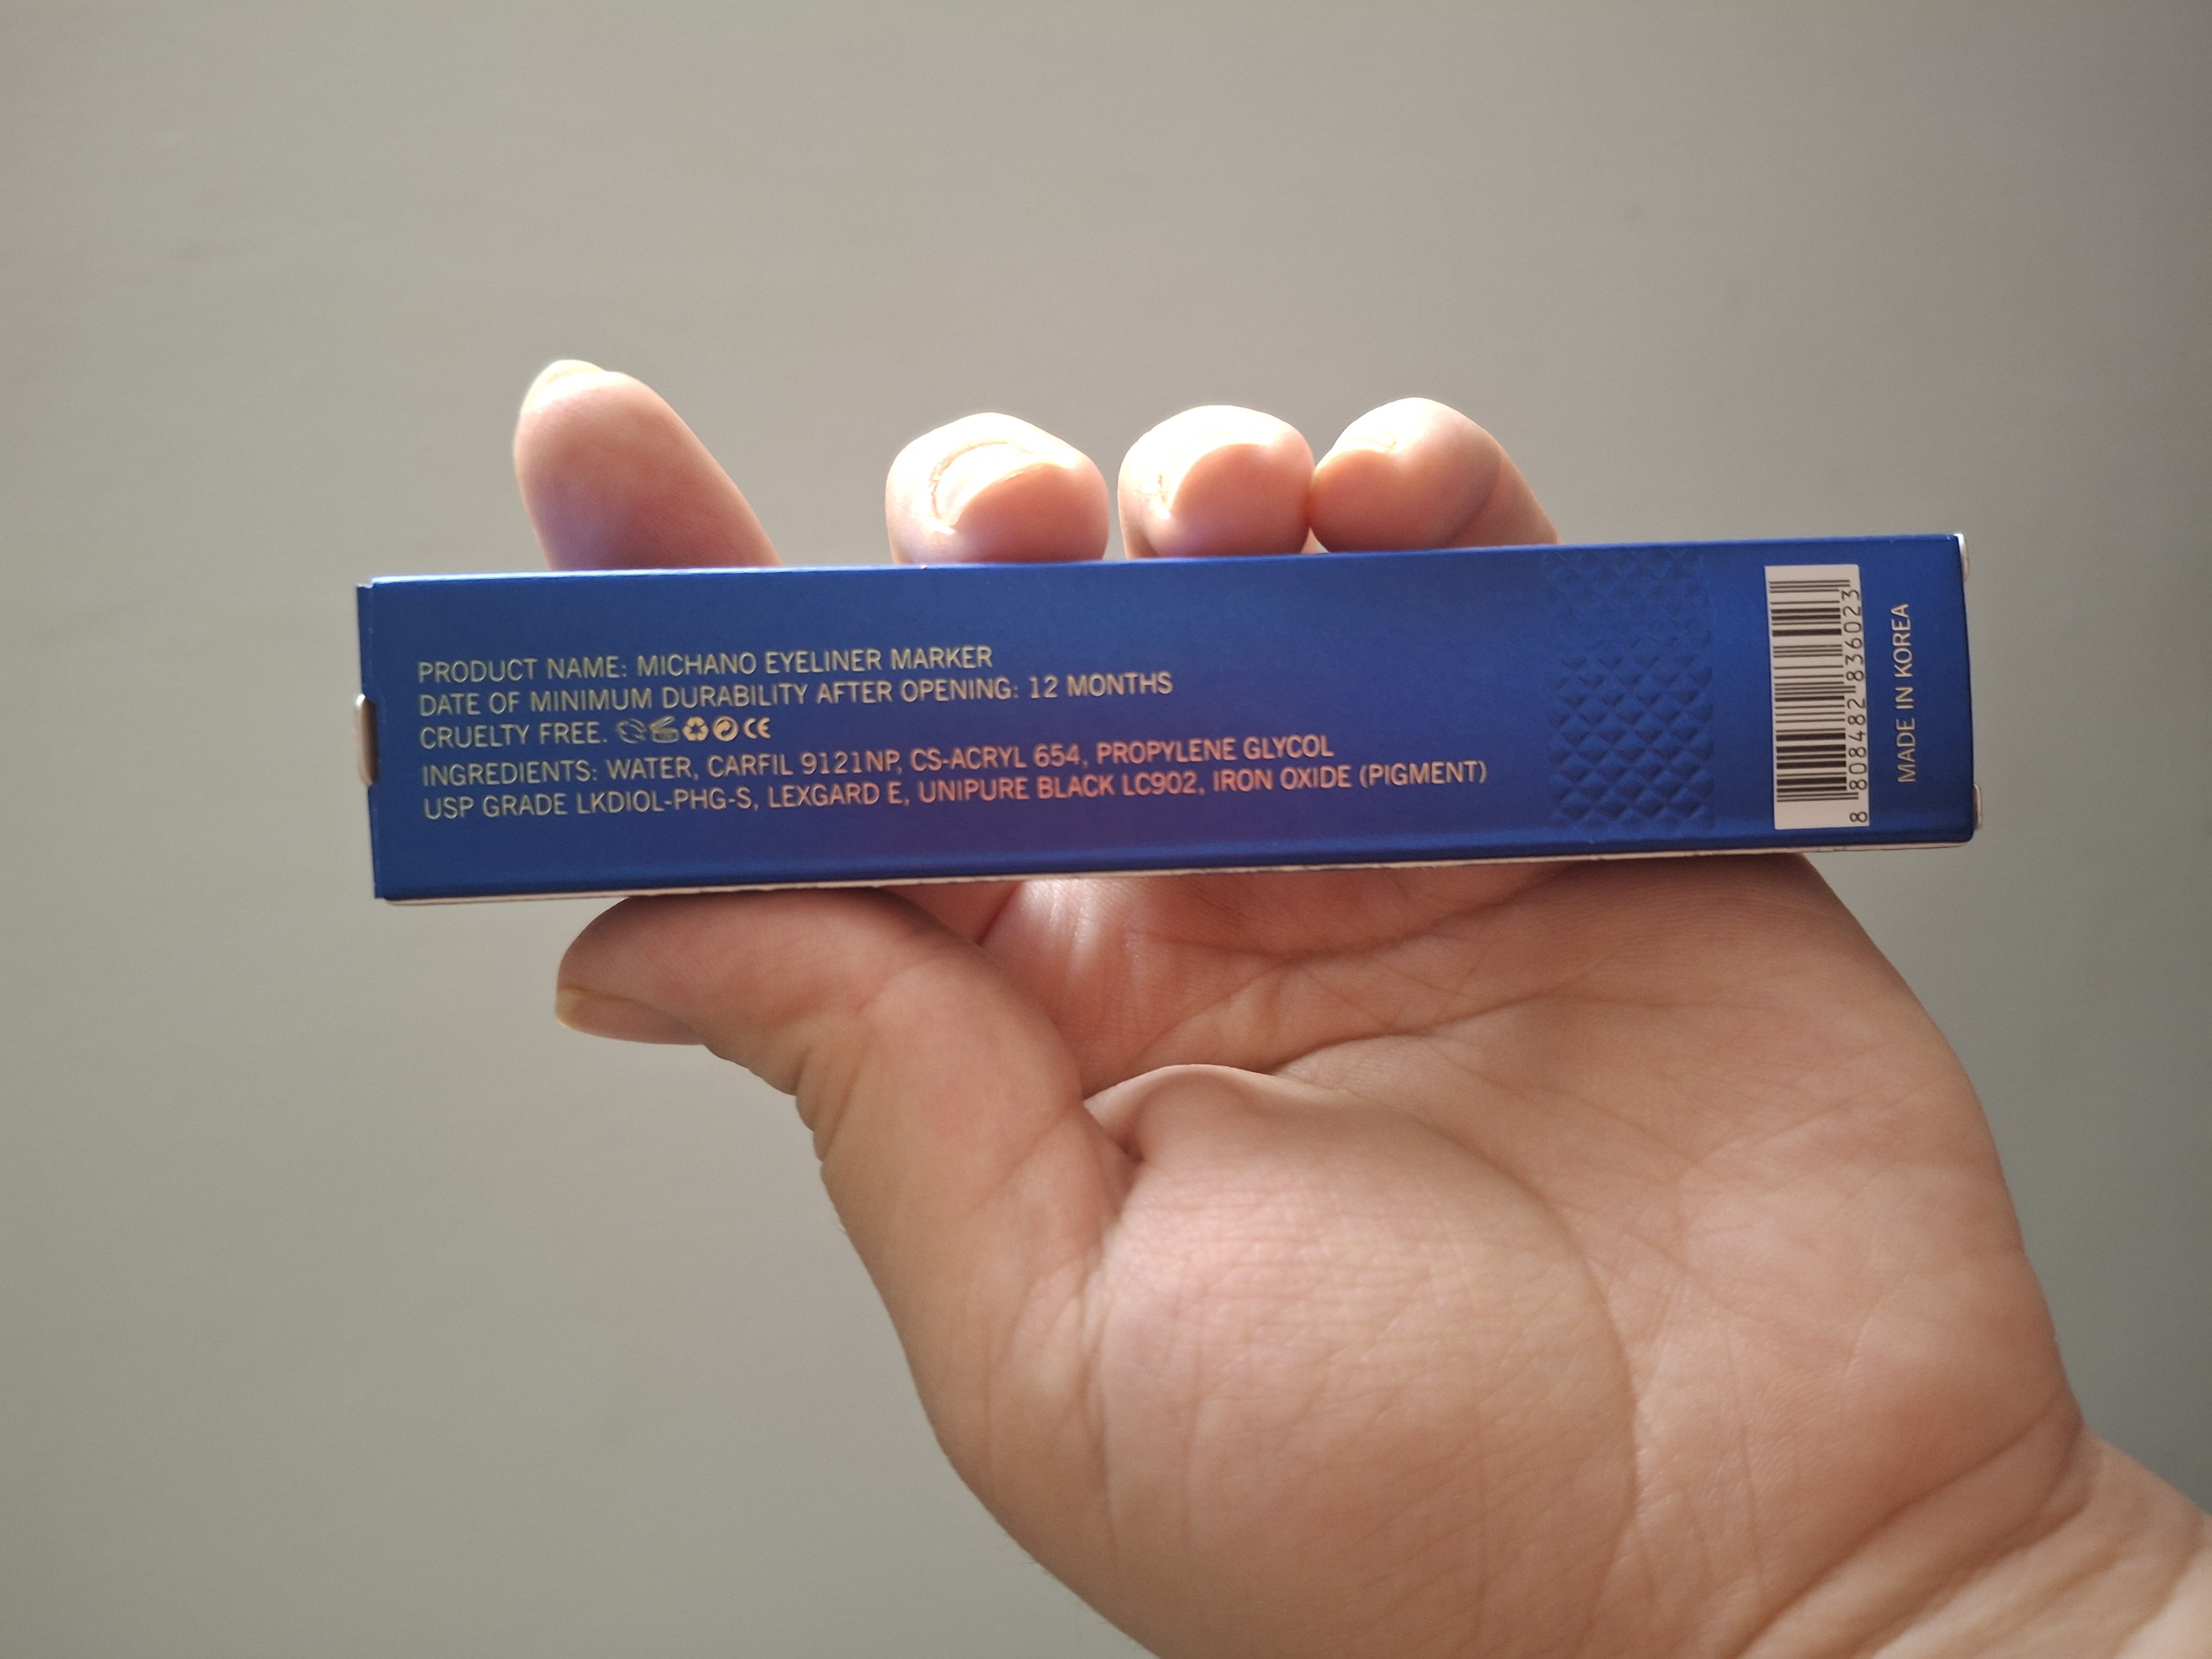 PRODUCT NAME: MICHANO EYELINER MARKER
DATE OF MINIMUM DURABILITY AFTER OPENING: 12 MONTHS
CRUELTY FREE. CE
INGREDIENTS: WATER, CARFIL 9121NP, CS-ACRYL 654, PROPYLENE GLYCOL
USP GRADE LKDIOL-PHG-S, LEXGARD E, UNIPURE BLACK LC902, IRON OXIDE (PIGMENT)
8 808482 836023
MADE IN KOREA